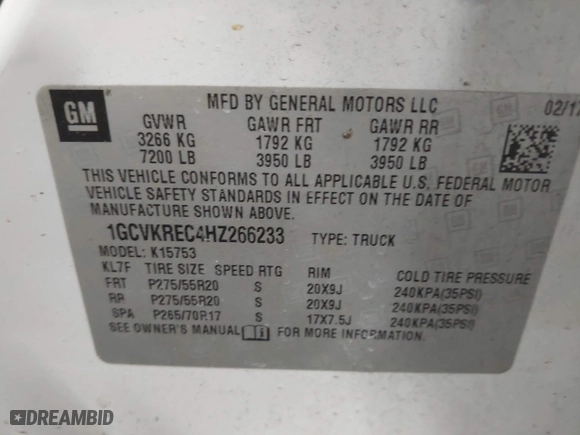 GM
MFD BY GENERAL MOTORS LLC 02/17
GVWR GAWR FRT GAWR RR
3266 KG 1792 KG 1792 KG
7200 LB 3950 LB 3950 LB
THIS VEHICLE CONFORMS TO ALL APPLICABLE U.S. FEDERAL MOTOR
VEHICLE SAFETY STANDARDS IN EFFECT ON THE DATE OF
MANUFACTURE SHOWN ABOVE.
1GCVKREC4HZ266233 TYPE: TRUCK
MODEL: K15753
KL7F TIRE SIZE SPEED RTG RIM COLD TIRE PRESSURE
FRT P275/55R20 S 20X9J 240KPA(35PSI)
RR P275/55R20 S 20X9J 240KPA(35PSI)
SPA P265/70R17 S 17X7.5J 240KPA(35PSI)
SEE OWNER'S MANUAL FOR MORE INFORMATION.
DREAMBID